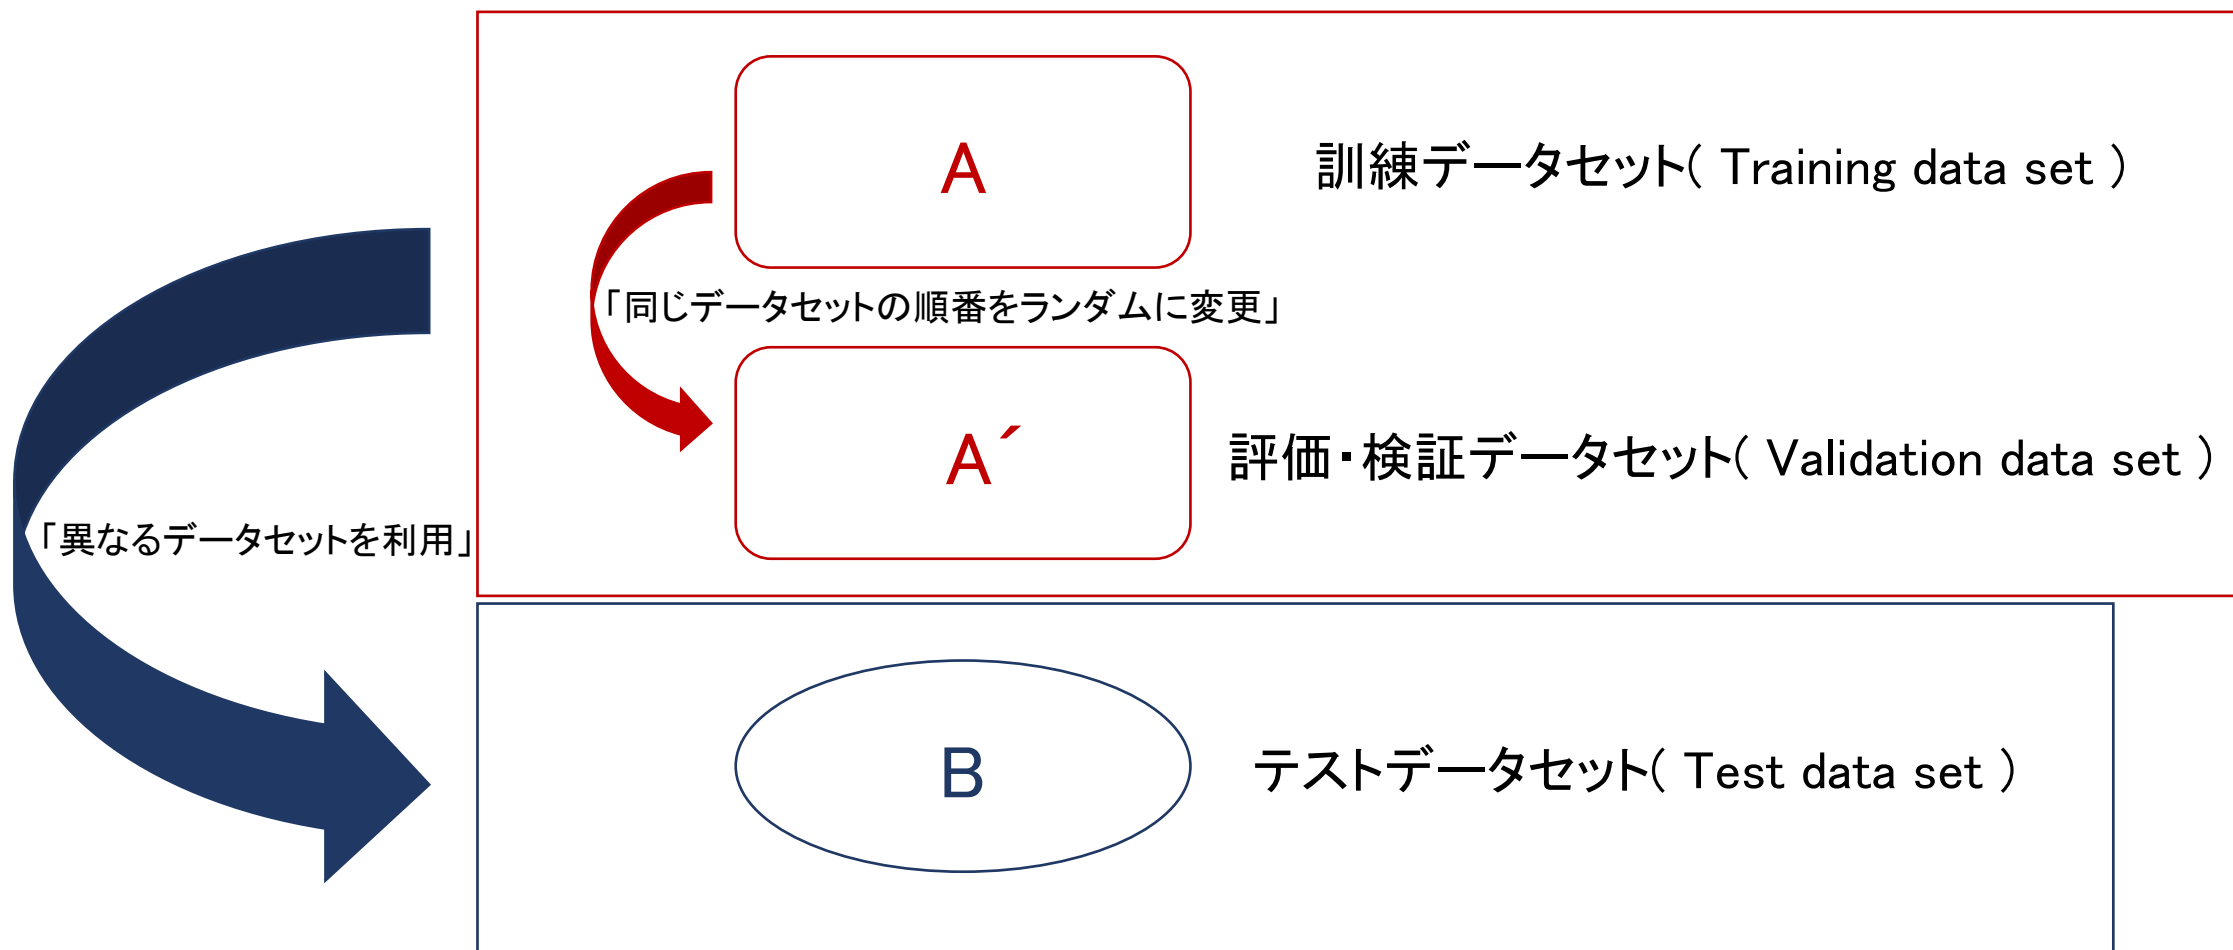 A
訓練データセット( Training data set )
「同じデータセットの順番をランダムに変更」
A´
評価・検証データセット( Validation data set )
「異なるデータセットを利用」
B
テストデータセット( Test data set )